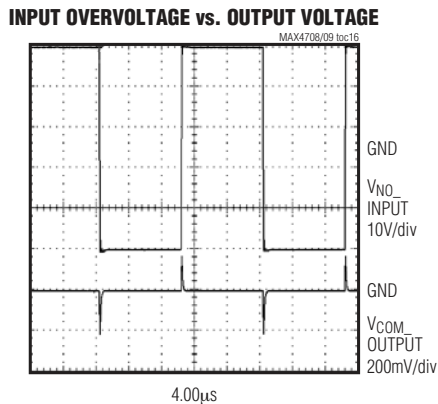 INPUT OVERVOLTAGE vs. OUTPUT VOLTAGE
MAX4708/09 toc16
GND
VNO_
INPUT
10V/div
GND
VCOM_
OUTPUT
200mV/div
4.00µs